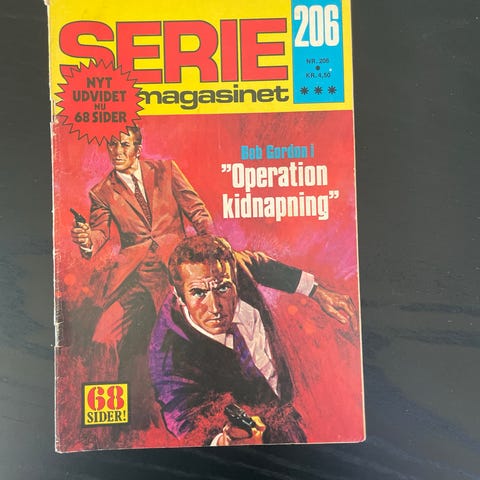 SERIE
magasinet
206
NR. 206
KR. 4,50
***
NYT
UDVIDET
NU
68 SIDER
Bob Gordon i
"Operation
kidnapning"
68
SIDER!